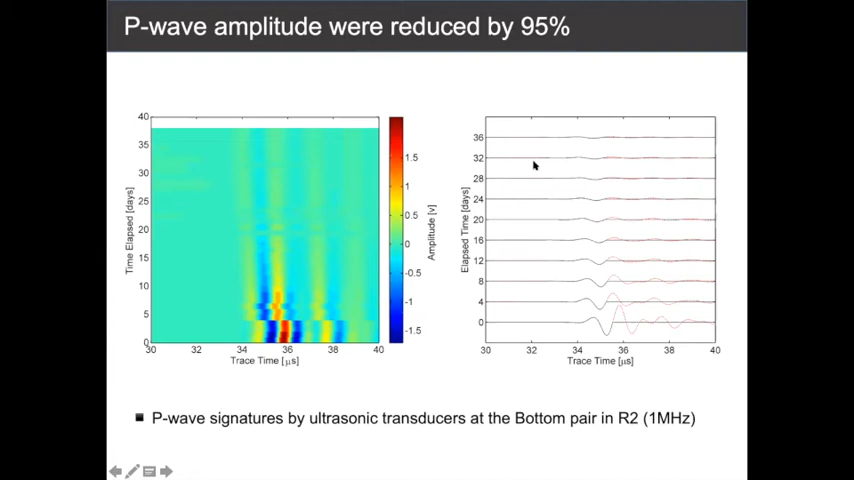 P-wave amplitude were reduced by 95%
40
35
30
25
20
15
10
5
0
Time Elapsed [days]
30 32 34 36 38 40
Trace Time [μs]
1.5
1
0.5
0
-0.5
-1
-1.5
Amplitude [v]
36
32
28
24
20
16
12
8
4
0
Elapsed Time [days]
30 32 34 36 38 40
Trace Time [μs]
P-wave signatures by ultrasonic transducers at the Bottom pair in R2 (1MHz)